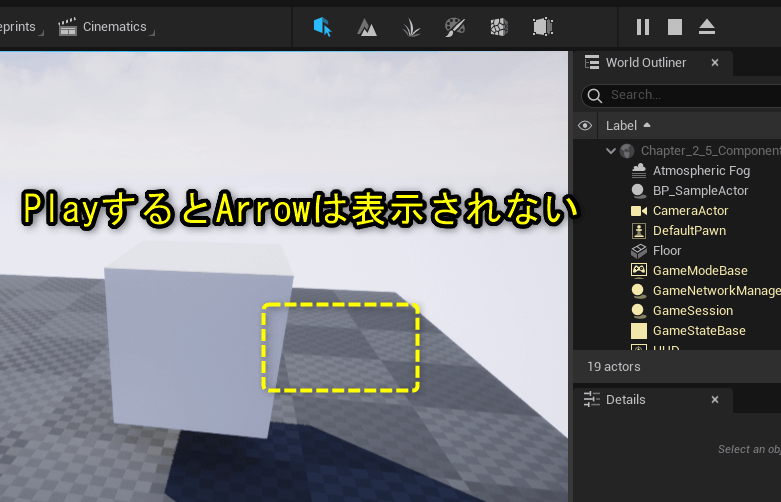 eprints
Cinematics
World Outliner
Search...
Label
Chapter_2_5_Component
Atmospheric Fog
BP_SampleActor
CameraActor
DefaultPawn
Floor
GameModeBase
GameNetworkManage
GameSession
GameStateBase
HUD
19 actors
Details
Select an obj
PlayするとArrowは表示されない